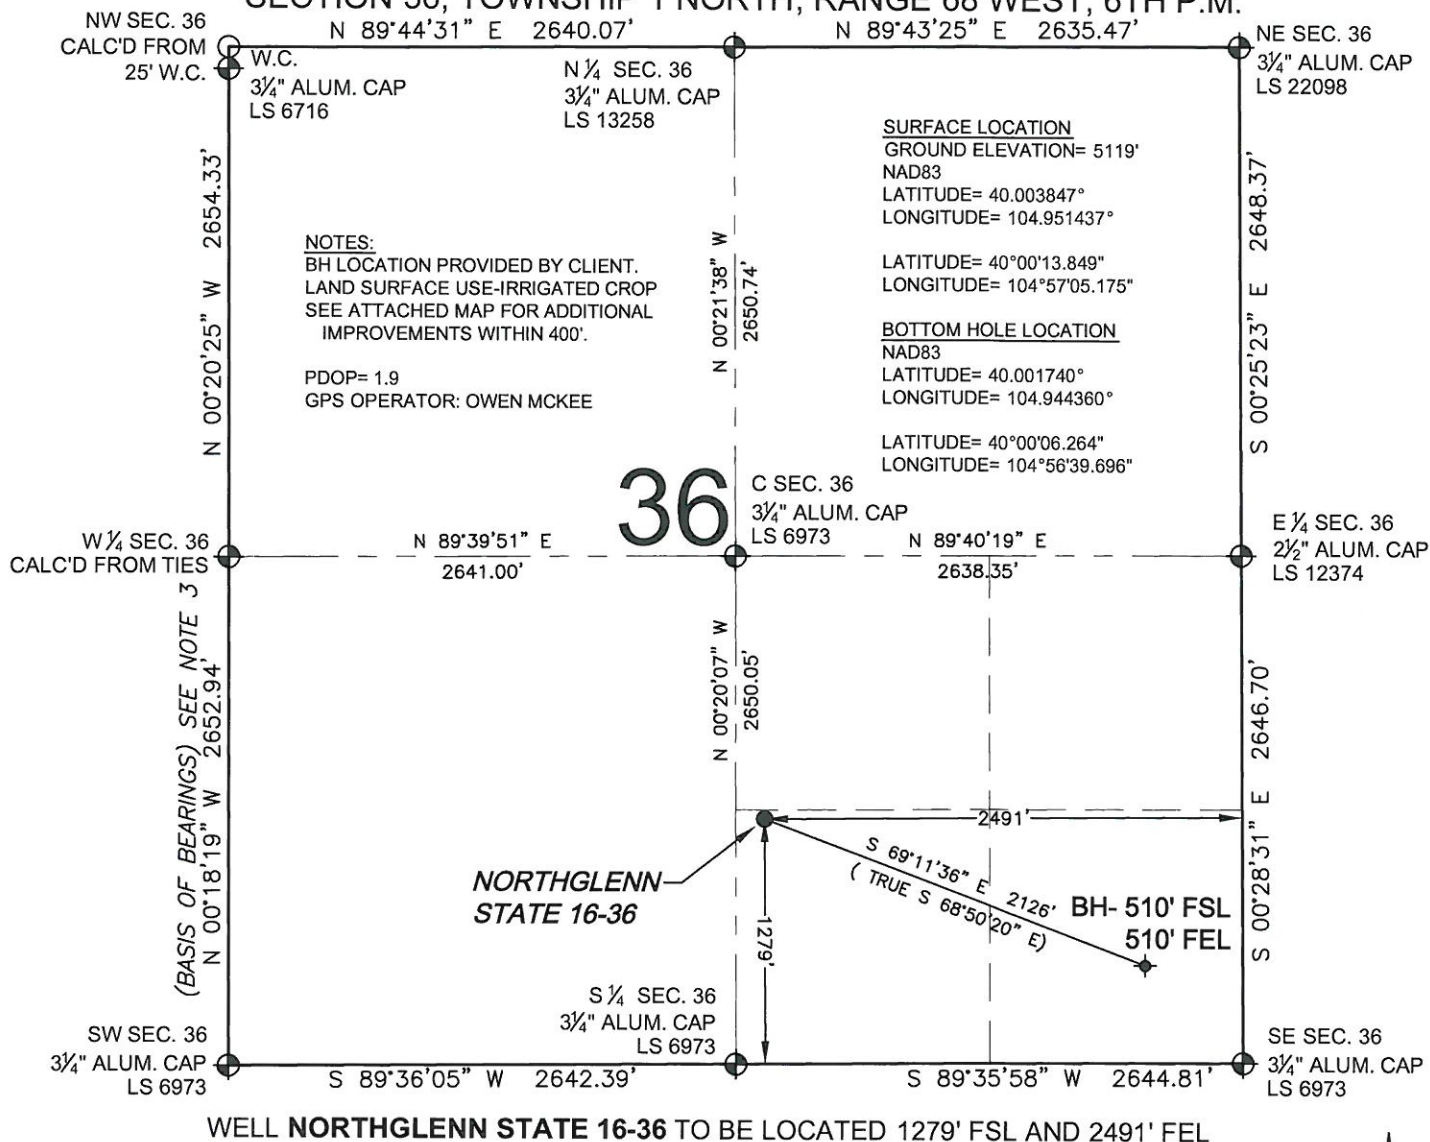 SECTION 36, TOWNSHIP 1 NORTH, RANGE 68 WEST, 6TH P.M.
NW SEC. 36
CALC'D FROM
25' W.C.
N 89°44'31" E 2640.07'
N 89°43'25" E 2635.47'
NE SEC. 36
3¼" ALUM. CAP
LS 22098
W.C.
3¼" ALUM. CAP
LS 6716
N ¼ SEC. 36
3¼" ALUM. CAP
LS 13258
SURFACE LOCATION
GROUND ELEVATION= 5119'
NAD83
LATITUDE= 40.003847°
LONGITUDE= 104.951437°
LATITUDE= 40°00'13.849"
LONGITUDE= 104°57'05.175"
BOTTOM HOLE LOCATION
NAD83
LATITUDE= 40.001740°
LONGITUDE= 104.944360°
LATITUDE= 40°00'06.264"
LONGITUDE= 104°56'39.696"
N 00°20'25" W 2654.33'
NOTES:
BH LOCATION PROVIDED BY CLIENT.
LAND SURFACE USE-IRRIGATED CROP
SEE ATTACHED MAP FOR ADDITIONAL
IMPROVEMENTS WITHIN 400'.
PDOP= 1.9
GPS OPERATOR: OWEN MCKEE
N 00°21'38" W
2650.74'
S 00°25'23" E 2648.37'
36
C SEC. 36
3¼" ALUM. CAP
LS 6973
W ¼ SEC. 36
CALC'D FROM TIES
N 89°39'51" E
2641.00'
N 89°40'19" E
2638.35'
E ¼ SEC. 36
2½" ALUM. CAP
LS 12374
(BASIS OF BEARINGS) SEE NOTE 3
N 00°18'19" W 2652.94'
N 00°20'07" W
2650.05'
S 00°28'31" E 2646.70'
2491'
NORTHGLENN
STATE 16-36
1279'
S 69°11'36" E 2126'
( TRUE S 68°50'20" E)
BH- 510' FSL
510' FEL
S ¼ SEC. 36
3¼" ALUM. CAP
LS 6973
SW SEC. 36
3¼" ALUM. CAP
LS 6973
S 89°36'05" W 2642.39'
S 89°35'58" W 2644.81'
SE SEC. 36
3¼" ALUM. CAP
LS 6973
WELL NORTHGLENN STATE 16-36 TO BE LOCATED 1279' FSL AND 2491' FEL